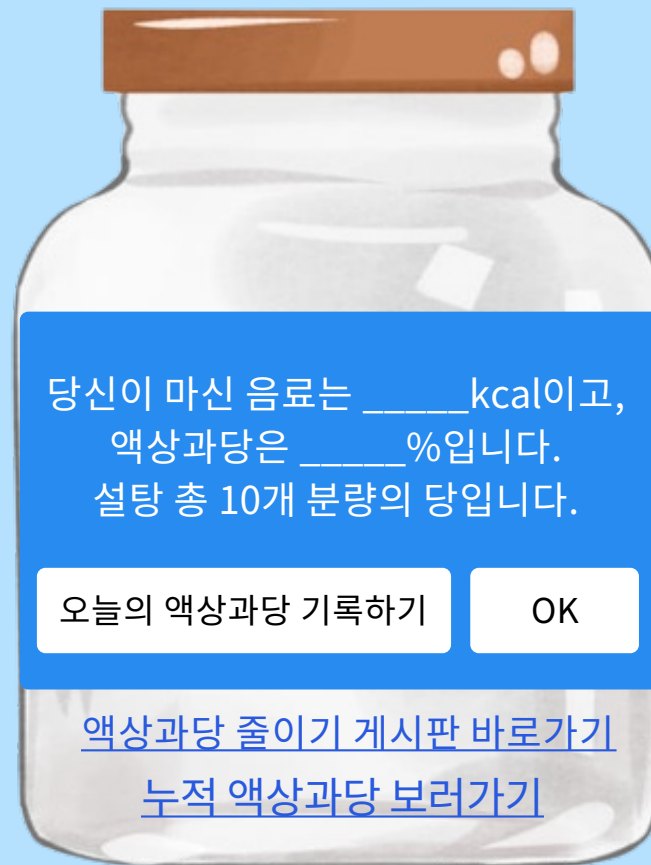 당신이 마신 음료는 _____kcal이고,
액상과당은 _____%입니다.
설탕 총 10개 분량의 당입니다.
오늘의 액상과당 기록하기
OK
액상과당 줄이기 게시판 바로가기
누적 액상과당 보러가기